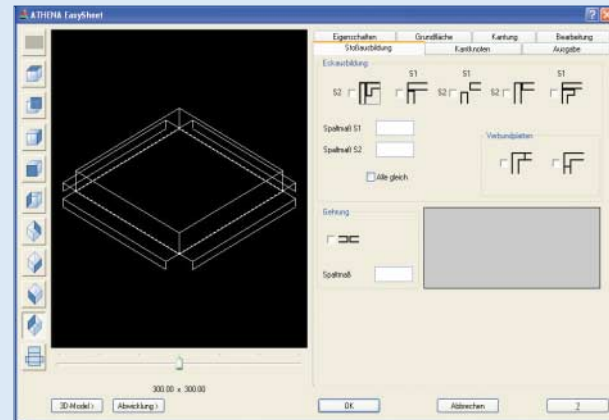 ATHENA EasySheet
Eigenschaften Grundfläche Kantung Bearbeitung
Stoßausbildung Kantknoten Ausgabe
Eckausbildung
S1 S1 S1
S2 S2 S2
Spaltmaß S1
Spaltmaß S2
Verbundplatten
Alle gleich
Gehrung
Spaltmaß
300.00 x 300.00
3D-Model > Abwicklung > OK Abbrechen ?